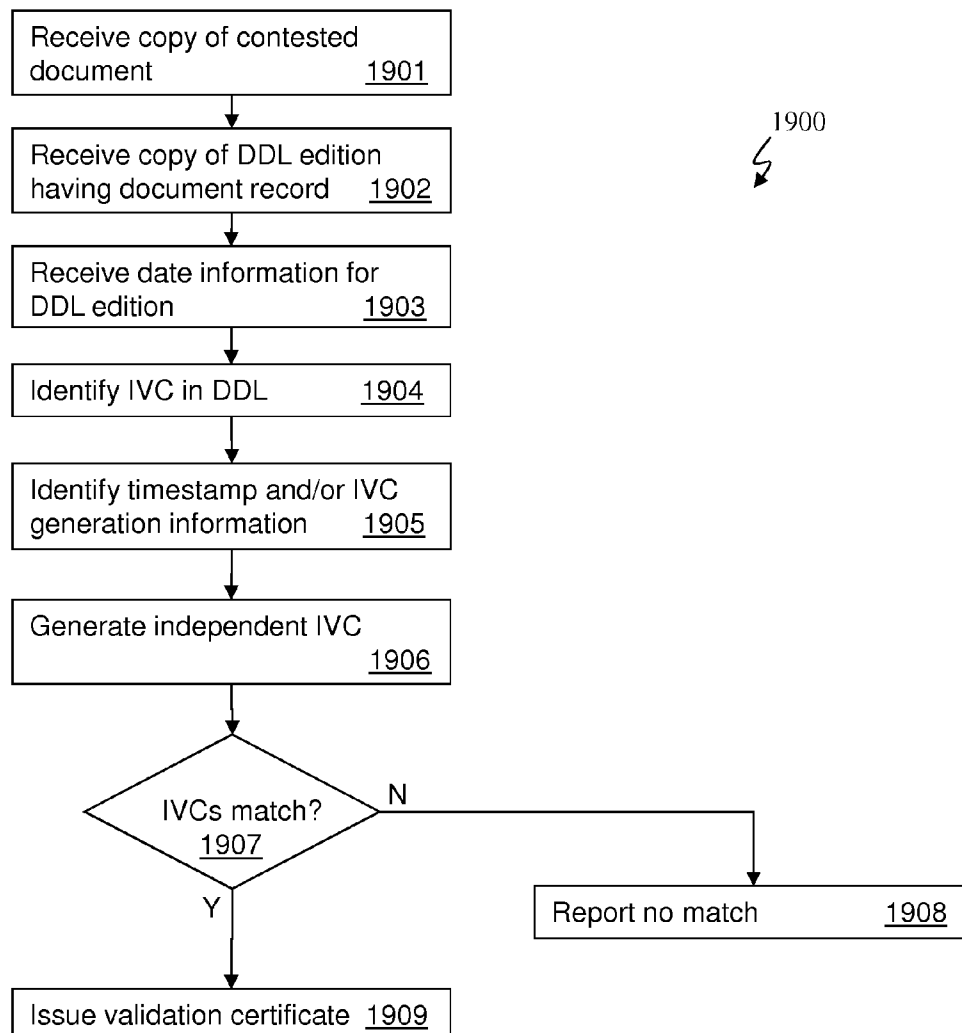 Receive copy of contested
document 1901
1900
Receive copy of DDL edition
having document record 1902
Receive date information for
DDL edition 1903
Identify IVC in DDL 1904
Identify timestamp and/or IVC
generation information 1905
Generate independent IVC
1906
IVCs match?
1907
N
Y
Report no match 1908
Issue validation certificate 1909